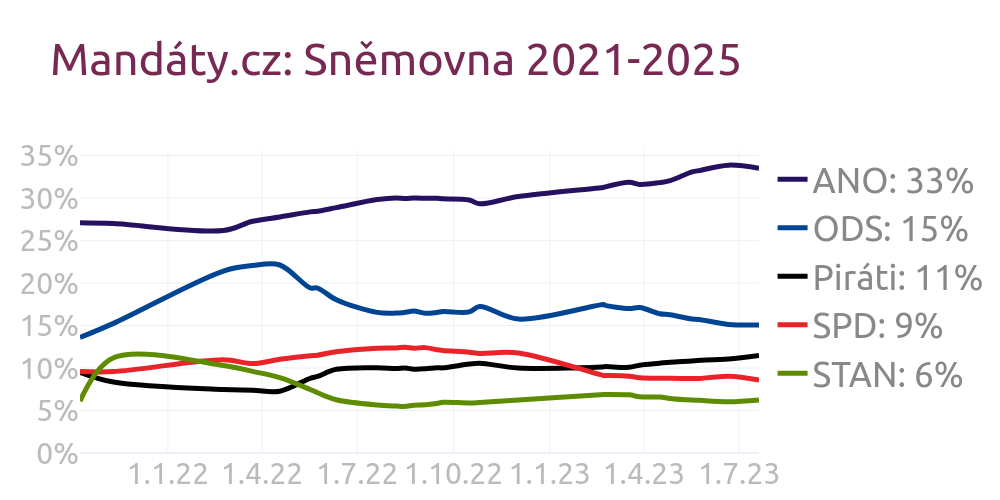 Mandáty.cz: Sněmovna 2021-2025
35%
30%
25%
20%
15%
10%
5%
0%
1.1.22 1.4.22 1.7.22 1.10.22 1.1.23 1.4.23 1.7.23
ANO: 33%
ODS: 15%
Piráti: 11%
SPD: 9%
STAN: 6%